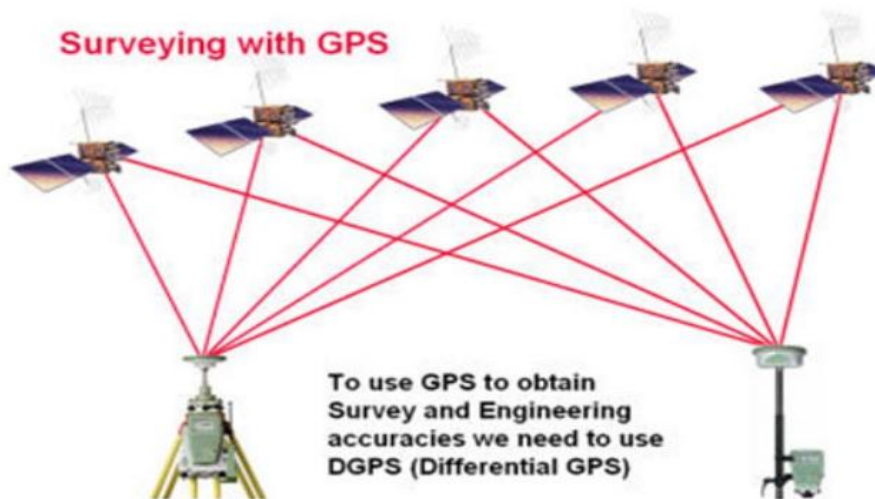 Surveying with GPS
To use GPS to obtain
Survey and Engineering
accuracies we need to use
DGPS (Differential GPS)